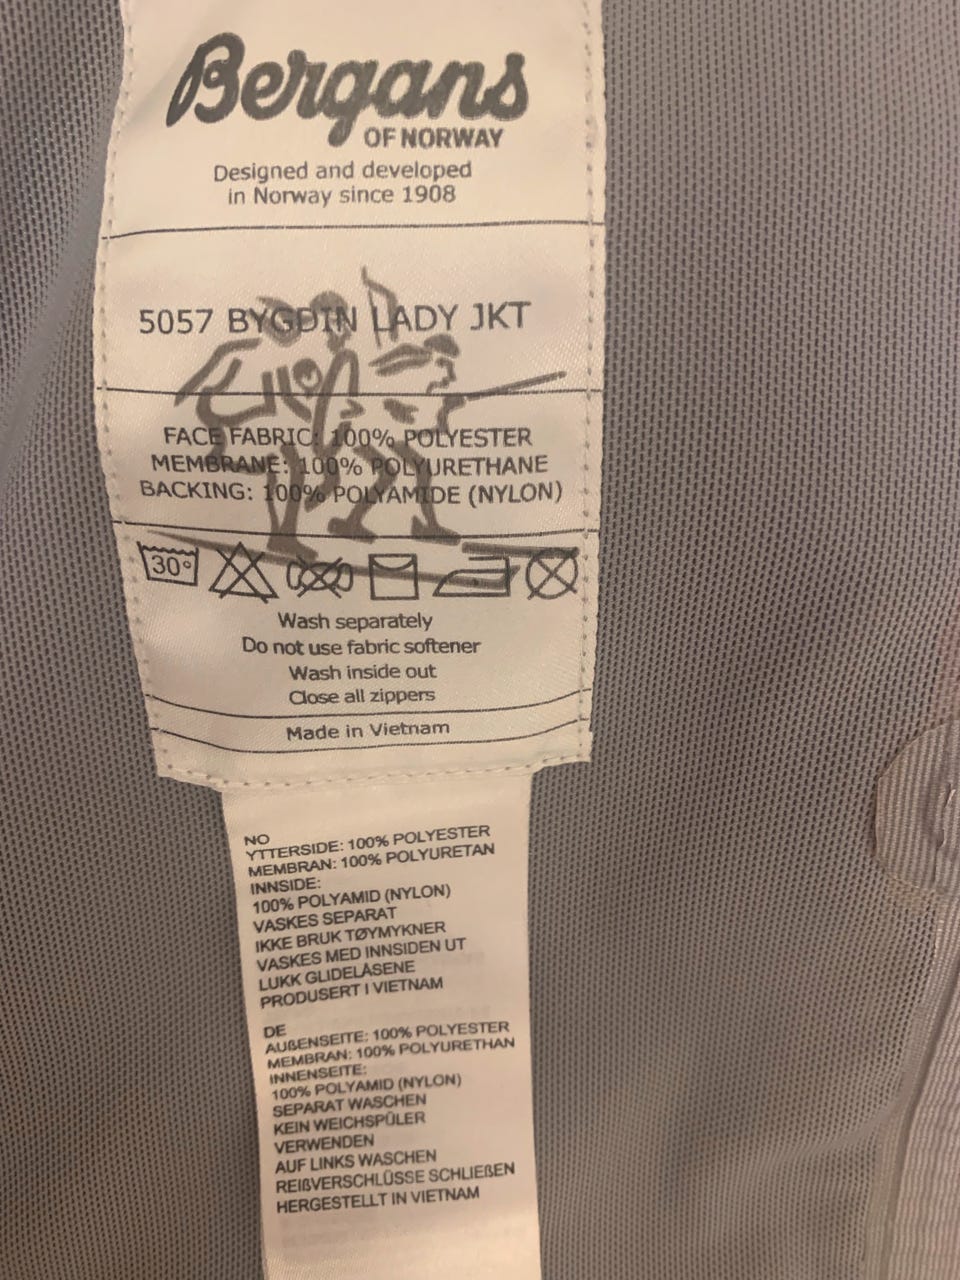 Bergans
OF NORWAY
Designed and developed
in Norway since 1908
5057 BYGDIN LADY JKT
FACE FABRIC: 100% POLYESTER
MEMBRANE: 100% POLYURETHANE
BACKING: 100% POLYAMIDE (NYLON)
30°
Wash separately
Do not use fabric softener
Wash inside out
Close all zippers
Made in Vietnam
NO
YTTERSIDE: 100% POLYESTER
MEMBRAN: 100% POLYURETAN
INNSIDE:
100% POLYAMID (NYLON)
VASKES SEPARAT
IKKE BRUK TØYMYKNER
VASKES MED INNSIDEN UT
LUKK GLIDELÅSENE
PRODUSERT I VIETNAM
DE
AUßENSEITE: 100% POLYESTER
MEMBRAN: 100% POLYURETHAN
INNENSEITE:
100% POLYAMID (NYLON)
SEPARAT WASCHEN
KEIN WEICHSPÜLER
VERWENDEN
AUF LINKS WASCHEN
REIßVERSCHLÜSSE SCHLIEßEN
HERGESTELLT IN VIETNAM